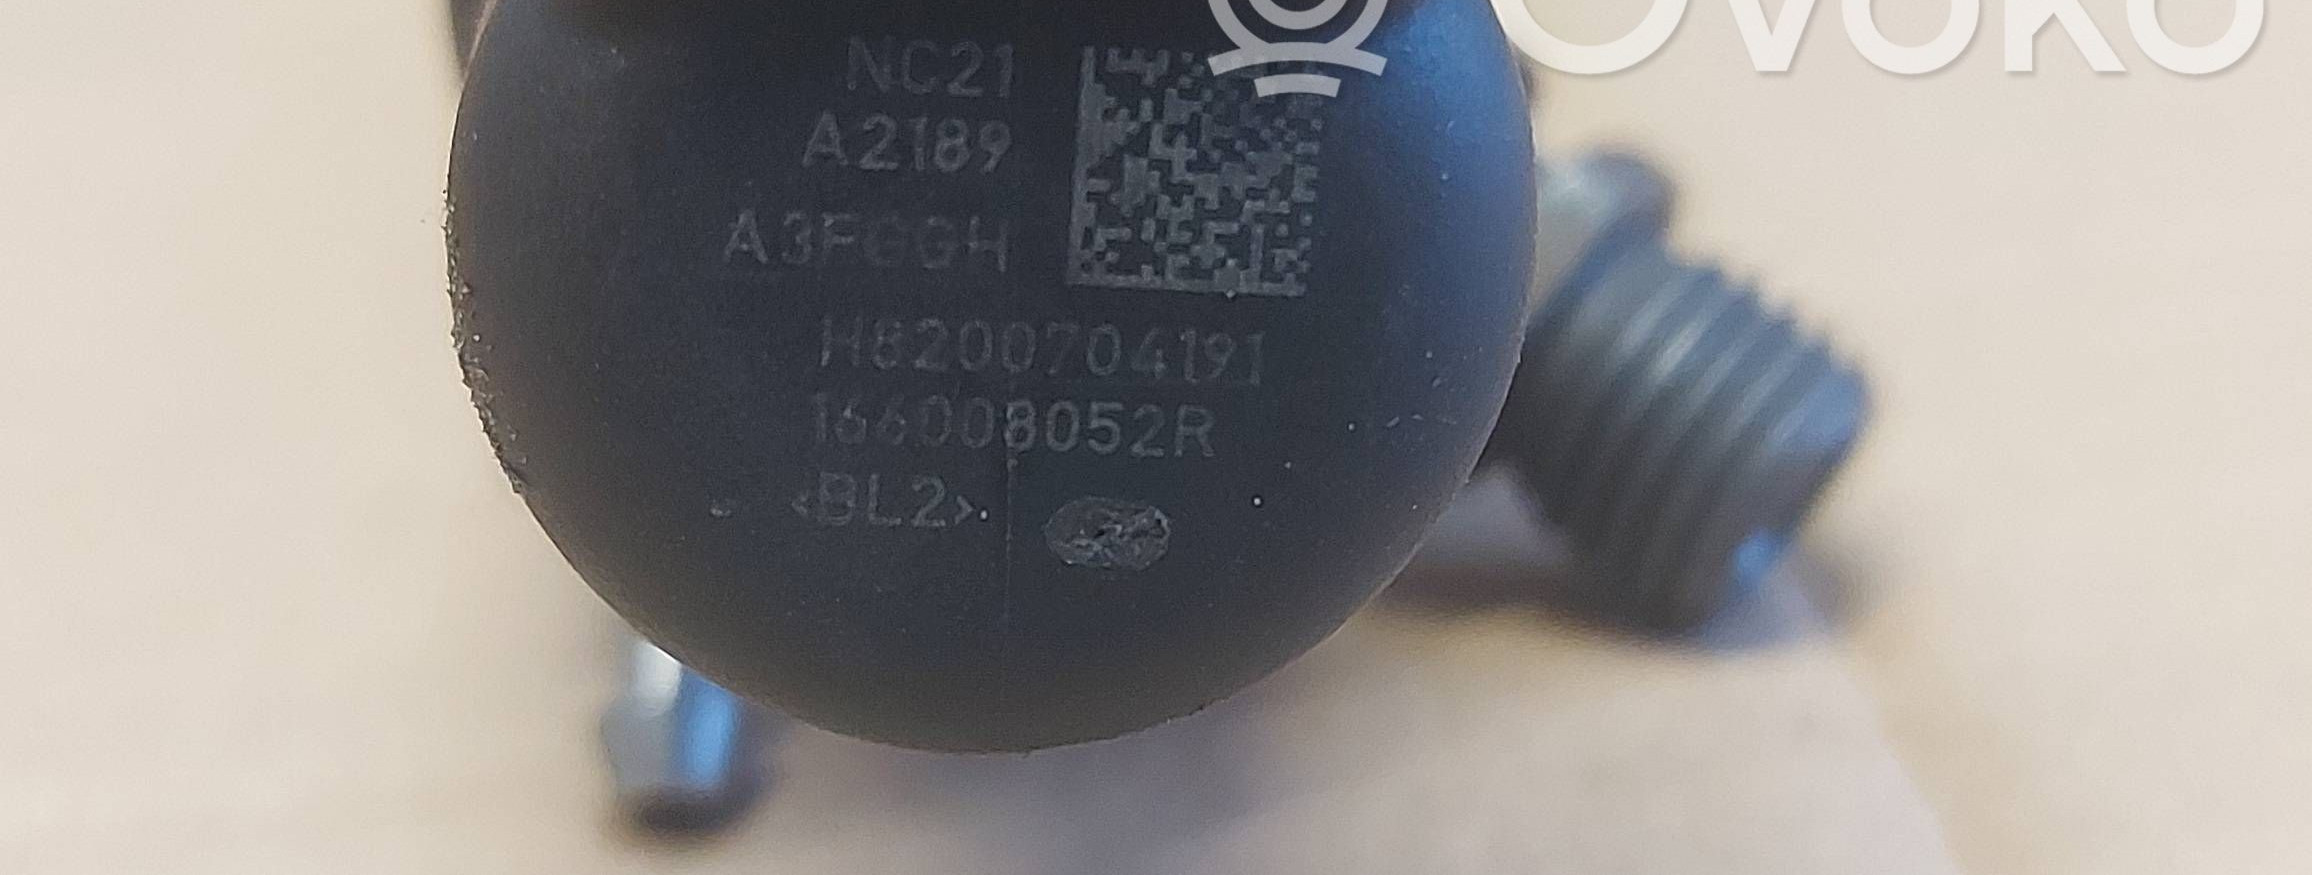 OVOKO
NC21
A2189
A3FGGH
H8200704191
166008052R
<BL2>